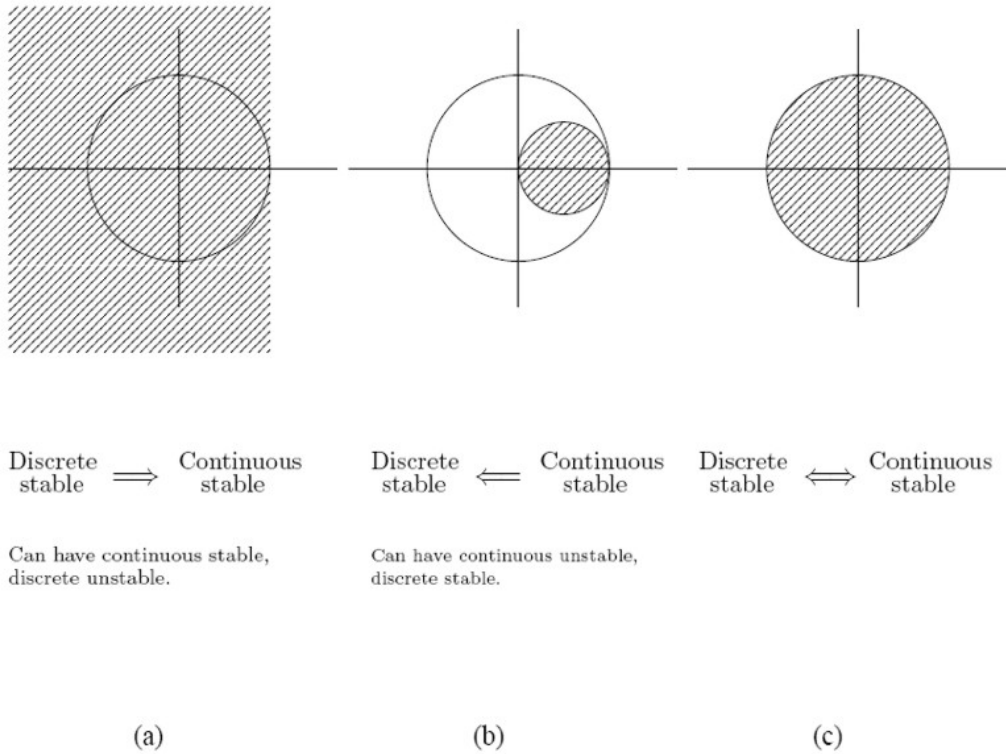 Discrete stable ⟹ Continuous stable
Can have continuous stable,
discrete unstable.
(a)
Discrete stable ⟸ Continuous stable
Can have continuous unstable,
discrete stable.
(b)
Discrete stable ⟺ Continuous stable
(c)